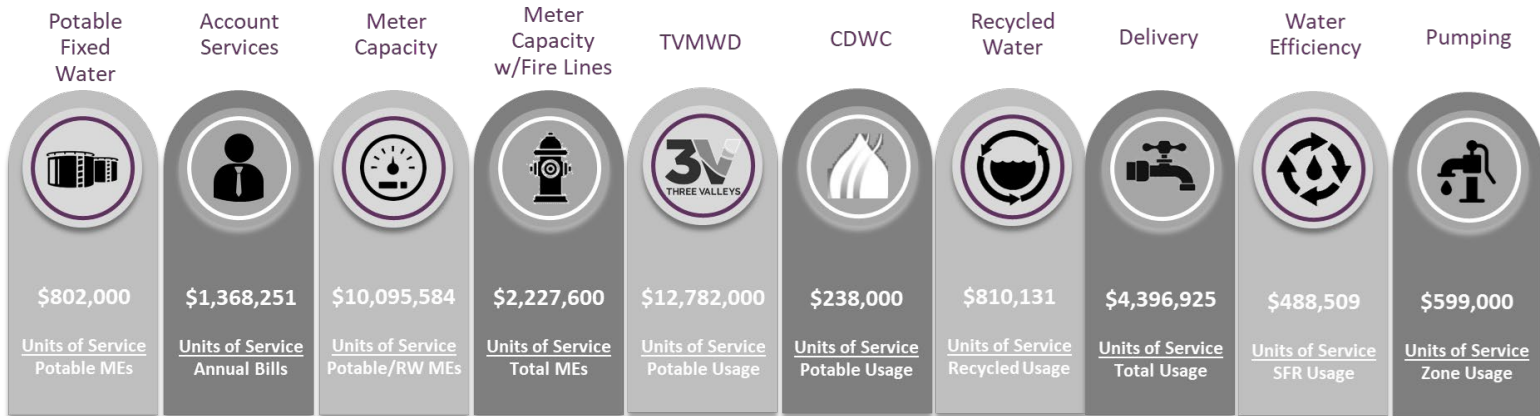 Potable
Fixed
Water
Account
Services
Meter
Capacity
Meter
Capacity
w/Fire Lines
TVMWD
CDWC
Recycled
Water
Delivery
Water
Efficiency
Pumping
3V
THREE VALLEYS
$802,000
$1,368,251
$10,095,584
$2,227,600
$12,782,000
$238,000
$810,131
$4,396,925
$488,509
$599,000
Units of Service
Potable MEs
Units of Service
Annual Bills
Units of Service
Potable/RW MEs
Units of Service
Total MEs
Units of Service
Potable Usage
Units of Service
Potable Usage
Units of Service
Recycled Usage
Units of Service
Total Usage
Units of Service
SFR Usage
Units of Service
Zone Usage